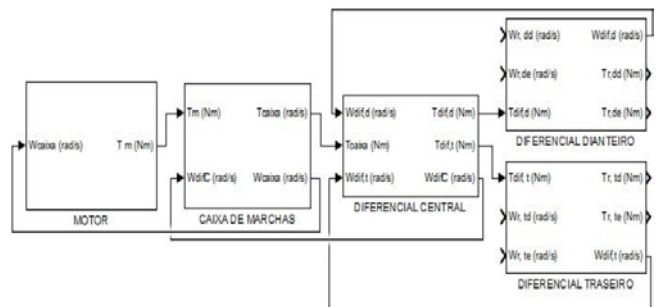 Wcaixa (rad/s)
T m (Nm)
MOTOR
Tm (Nm)
Tcaixa (rad/s)
WdifC (rad/s)
Wcaixa (rad/s)
CAIXA DE MARCHAS
Wdif,d (rad/s)
Tdif,d (Nm)
Tcaixa (Nm)
Tdif,t (Nm)
Wdif,t (rad/s)
WdifC (rad/s)
DIFERENCIAL CENTRAL
Wr, dd (rad/s)
Wdif,d (rad/s)
Wr,de (rad/s)
Tr,dd (Nm)
Tdif,d (Nm)
Tr,de (Nm)
DIFERENCIAL DIANTEIRO
Tdif, t (Nm)
Tr, td (Nm)
Wr, td (rad/s)
Tr, te (Nm)
Wr, te (rad/s)
Wdif,t (rad/s)
DIFERENCIAL TRASEIRO